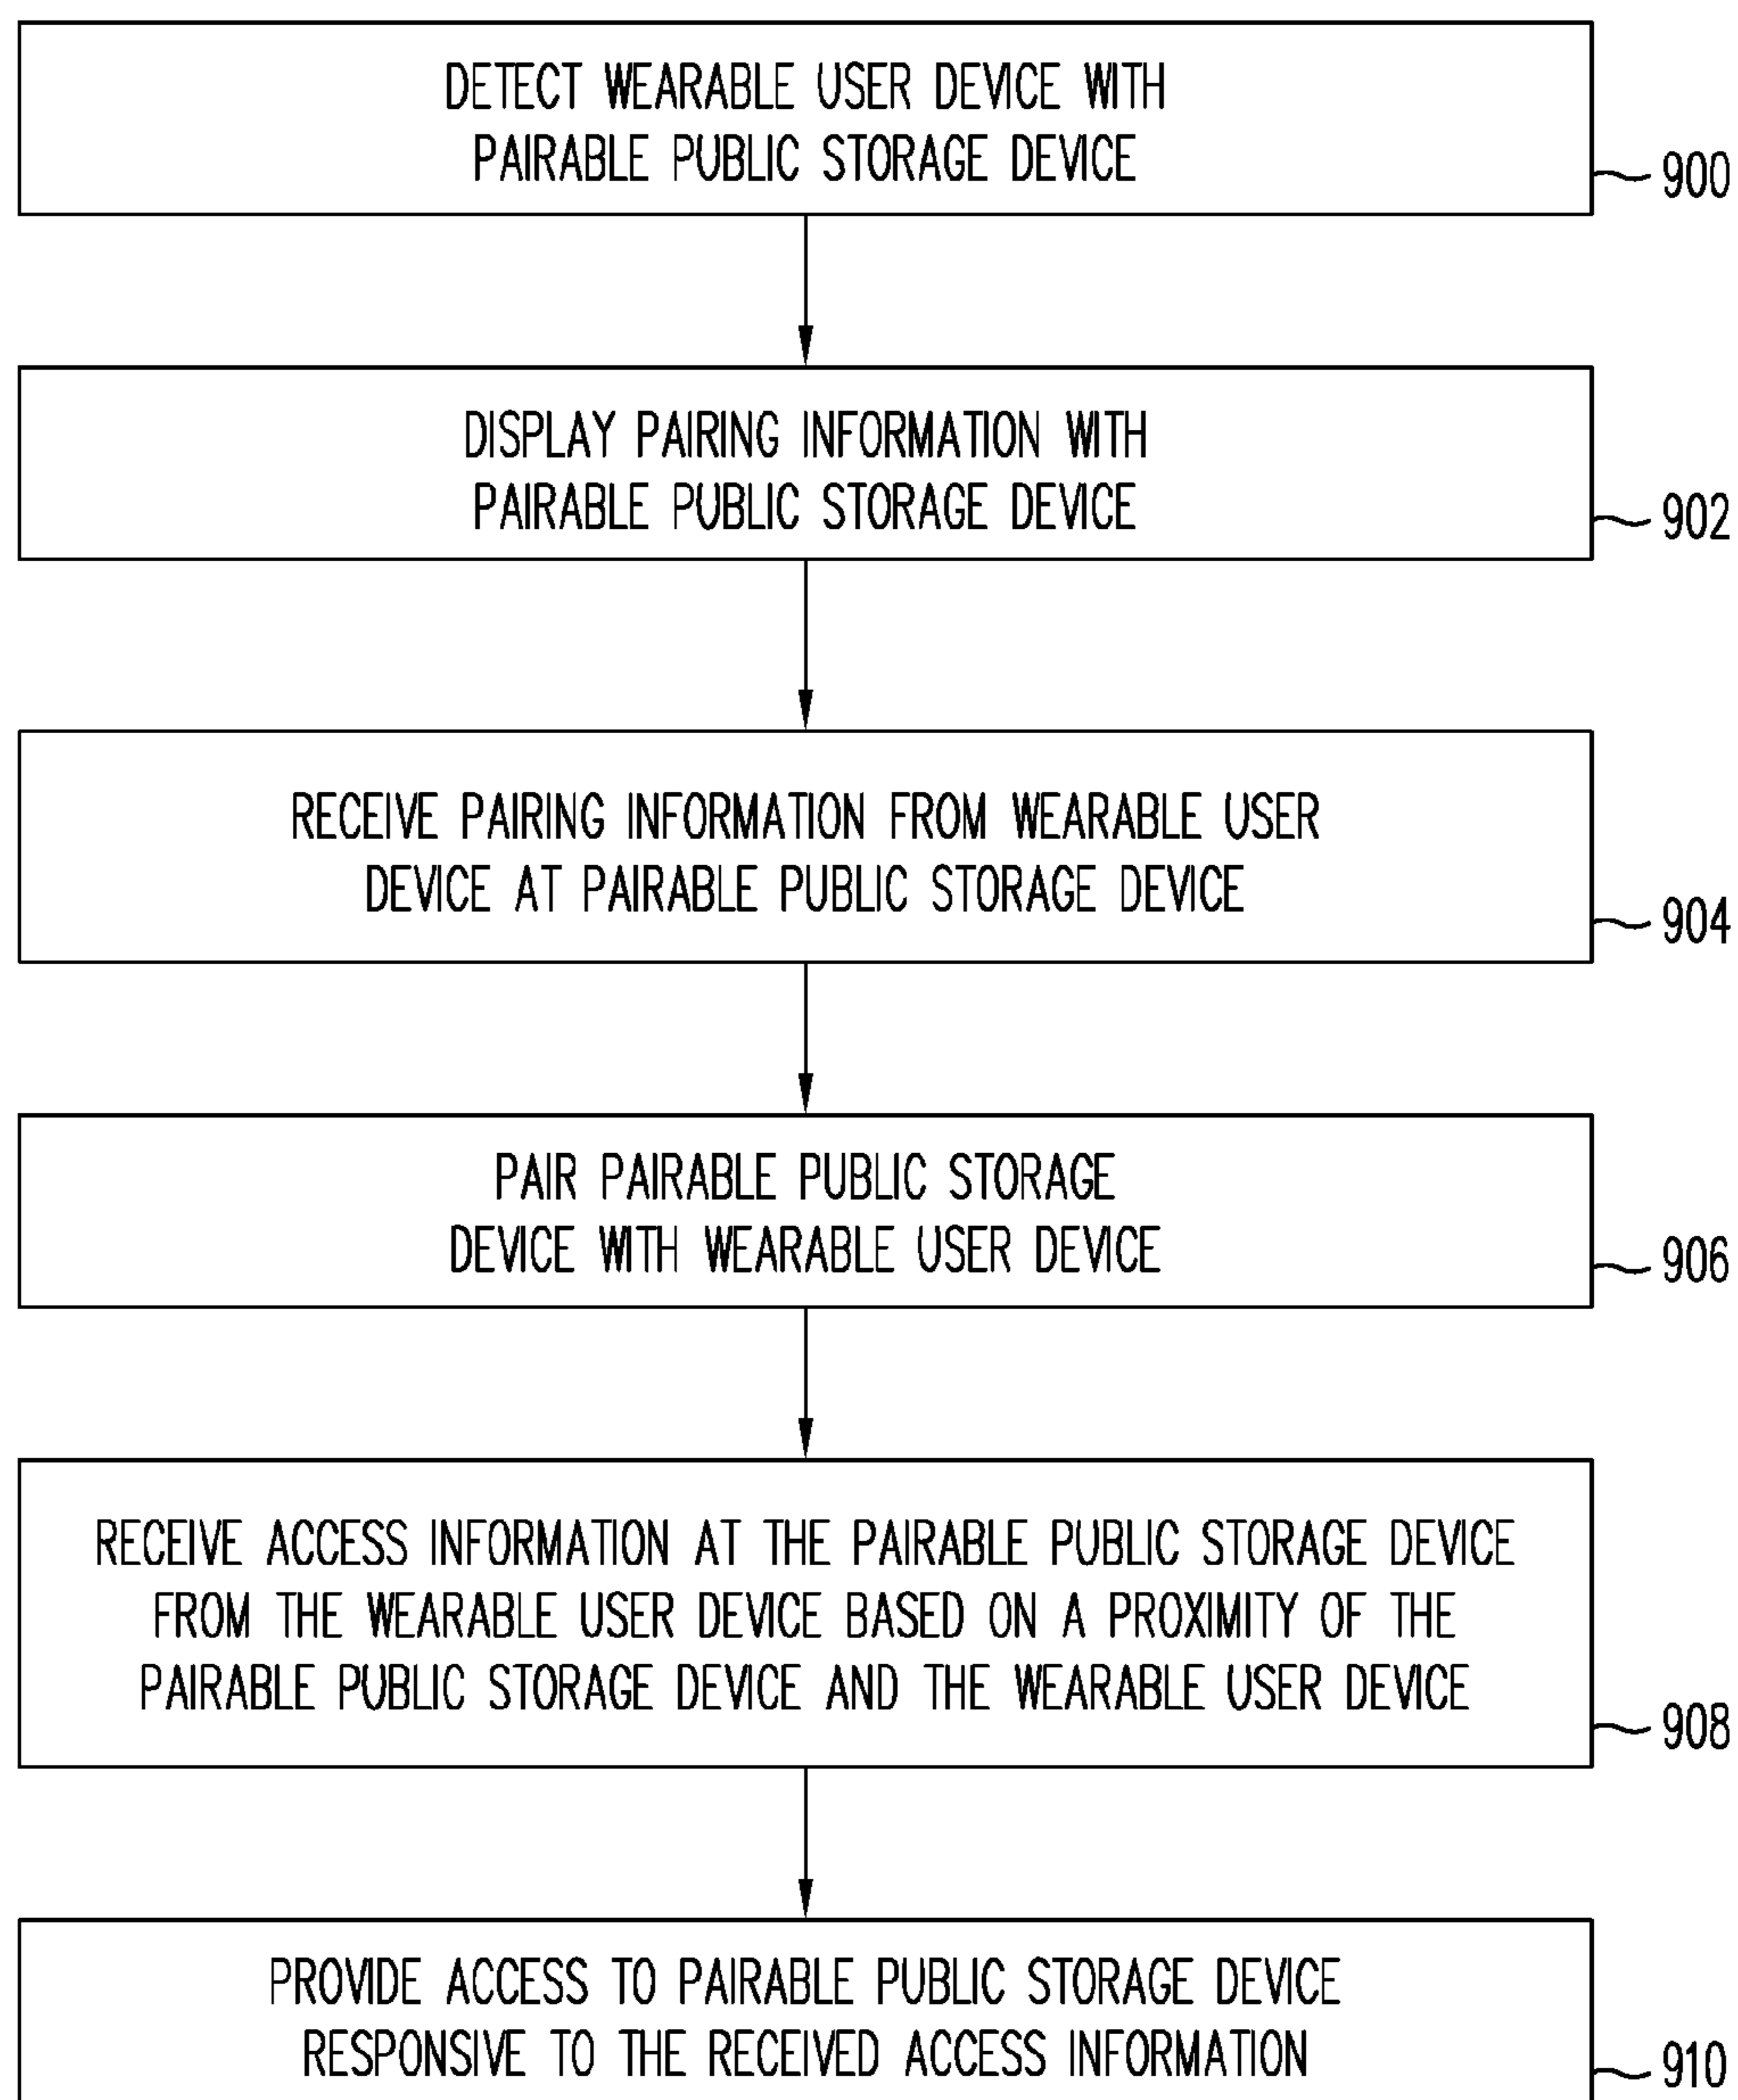 DETECT WEARABLE USER DEVICE WITH
PAIRABLE PUBLIC STORAGE DEVICE
900
DISPLAY PAIRING INFORMATION WITH
PAIRABLE PUBLIC STORAGE DEVICE
902
RECEIVE PAIRING INFORMATION FROM WEARABLE USER
DEVICE AT PAIRABLE PUBLIC STORAGE DEVICE
904
PAIR PAIRABLE PUBLIC STORAGE
DEVICE WITH WEARABLE USER DEVICE
906
RECEIVE ACCESS INFORMATION AT THE PAIRABLE PUBLIC STORAGE DEVICE
FROM THE WEARABLE USER DEVICE BASED ON A PROXIMITY OF THE
PAIRABLE PUBLIC STORAGE DEVICE AND THE WEARABLE USER DEVICE
908
PROVIDE ACCESS TO PAIRABLE PUBLIC STORAGE DEVICE
RESPONSIVE TO THE RECEIVED ACCESS INFORMATION
910